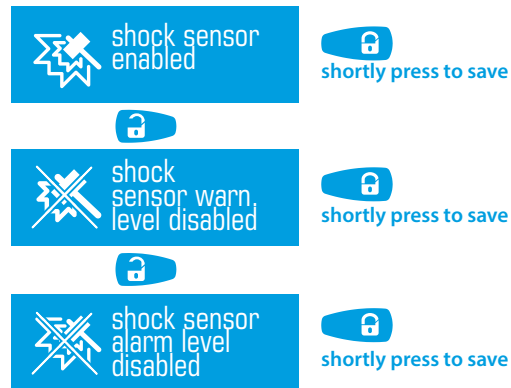 shock sensor
enabled
shortly press to save
shock
sensor warn.
level disabled
shortly press to save
shock sensor
alarm level
disabled
shortly press to save